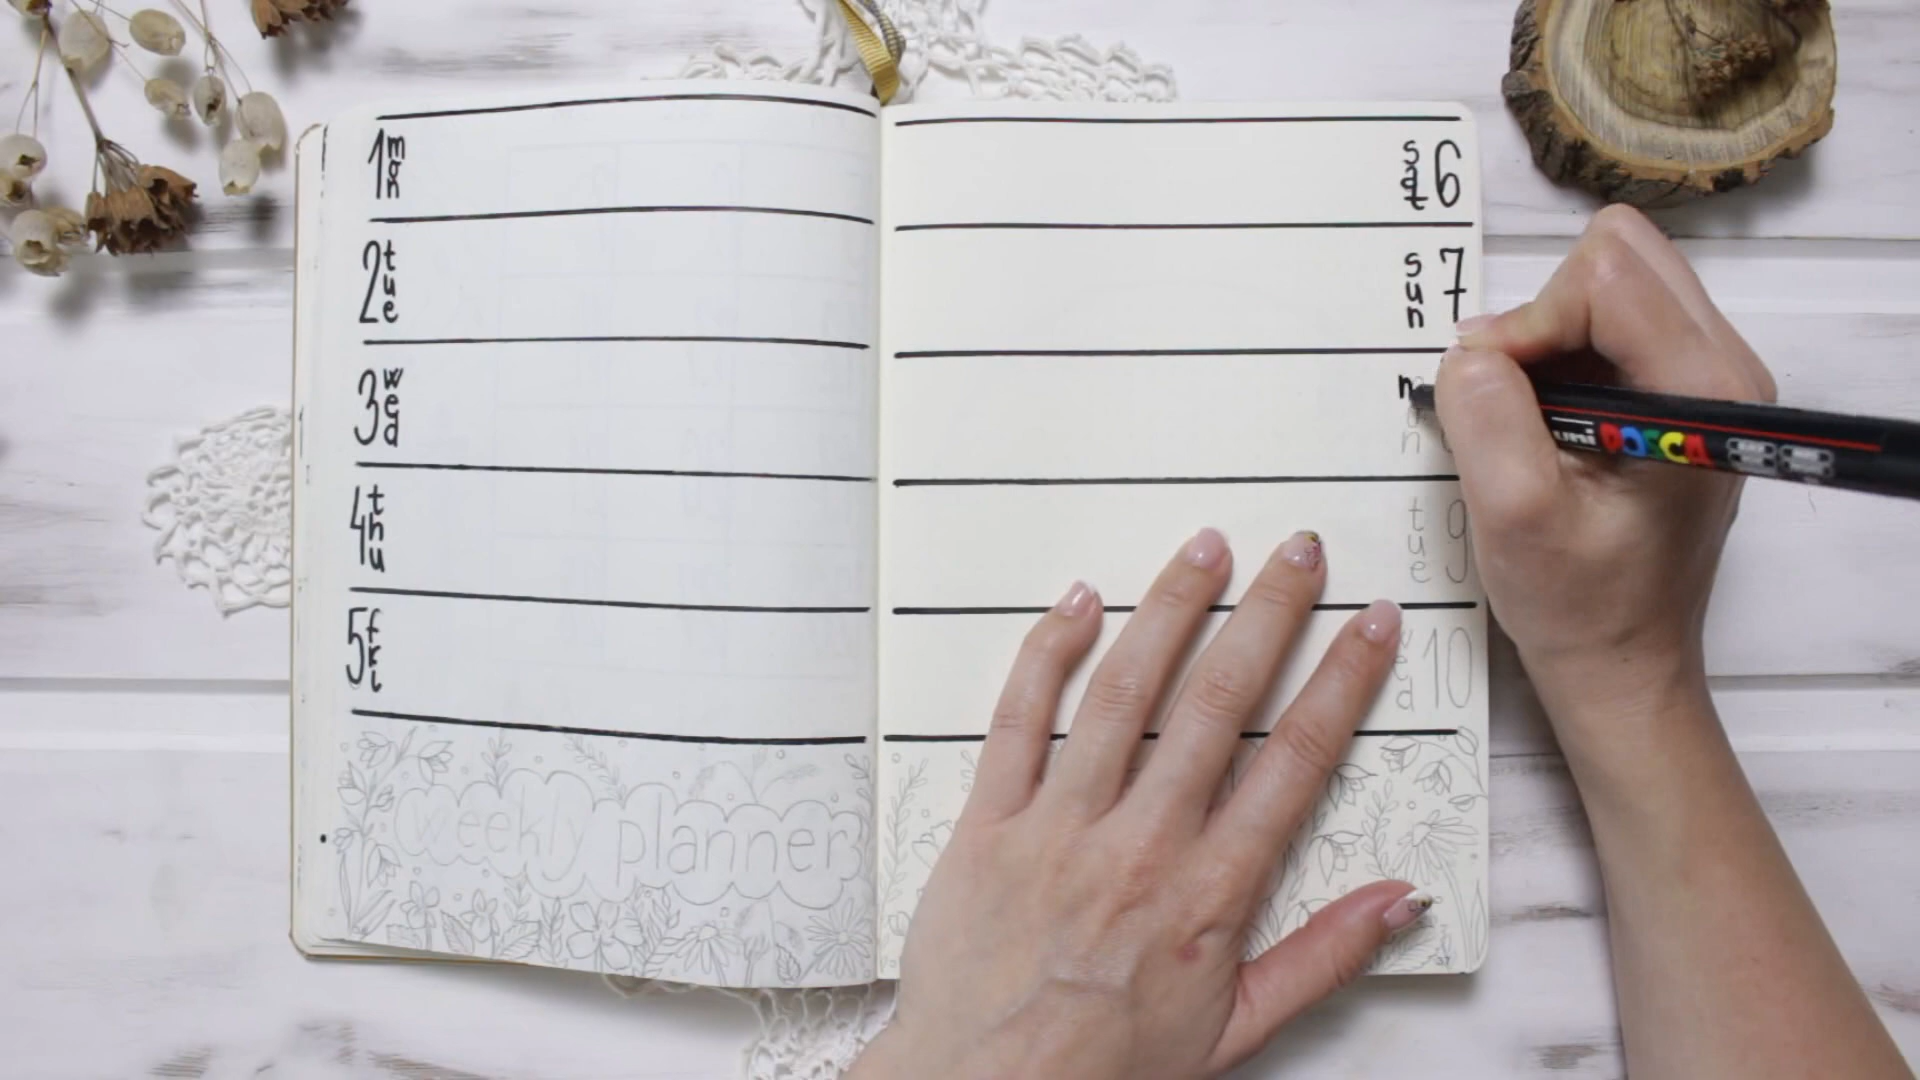 1 mon
2 tue
3 wed
4 thu
5 fri
weekly planner
sat 6
sun 7
m
n
tue 9
wed 10
37
uni POSCA